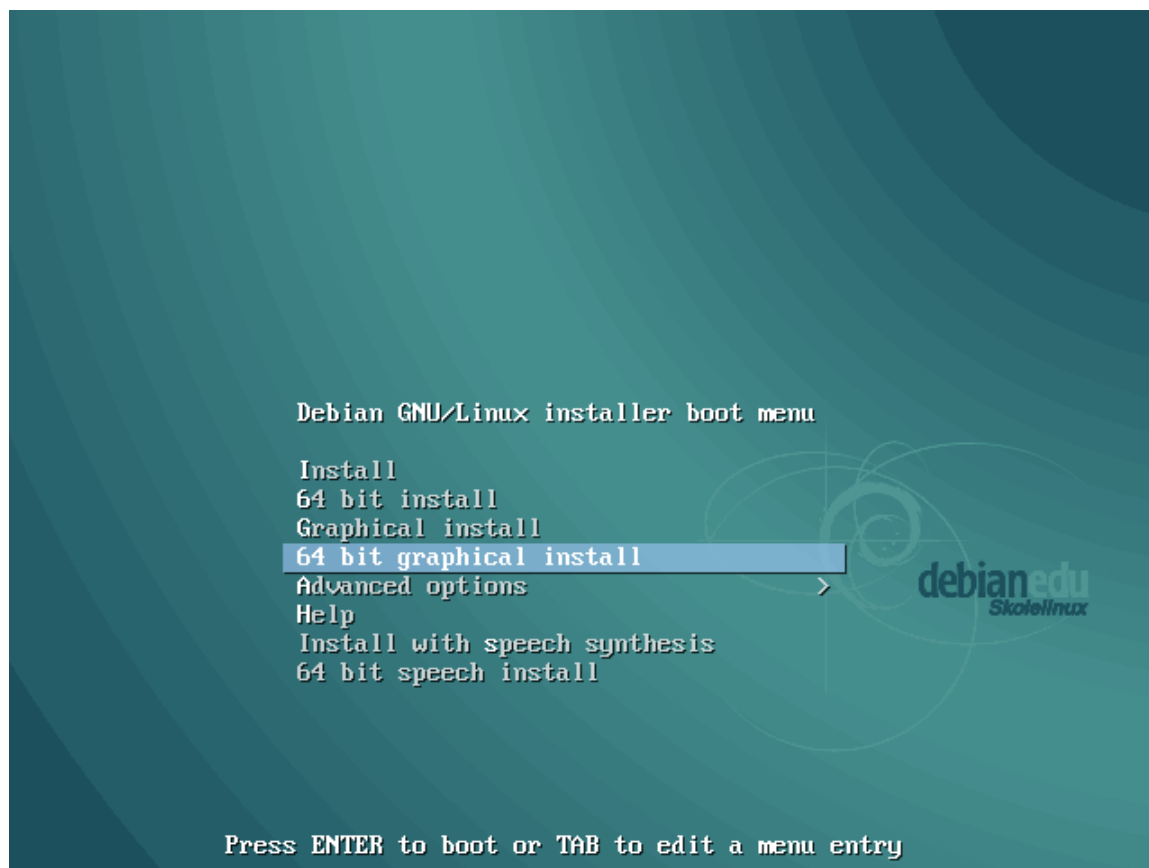 Debian GNU/Linux installer boot menu
Install
64 bit install
Graphical install
64 bit graphical install
Advanced options >
Help
Install with speech synthesis
64 bit speech install
debianedu
Skolelinux
Press ENTER to boot or TAB to edit a menu entry